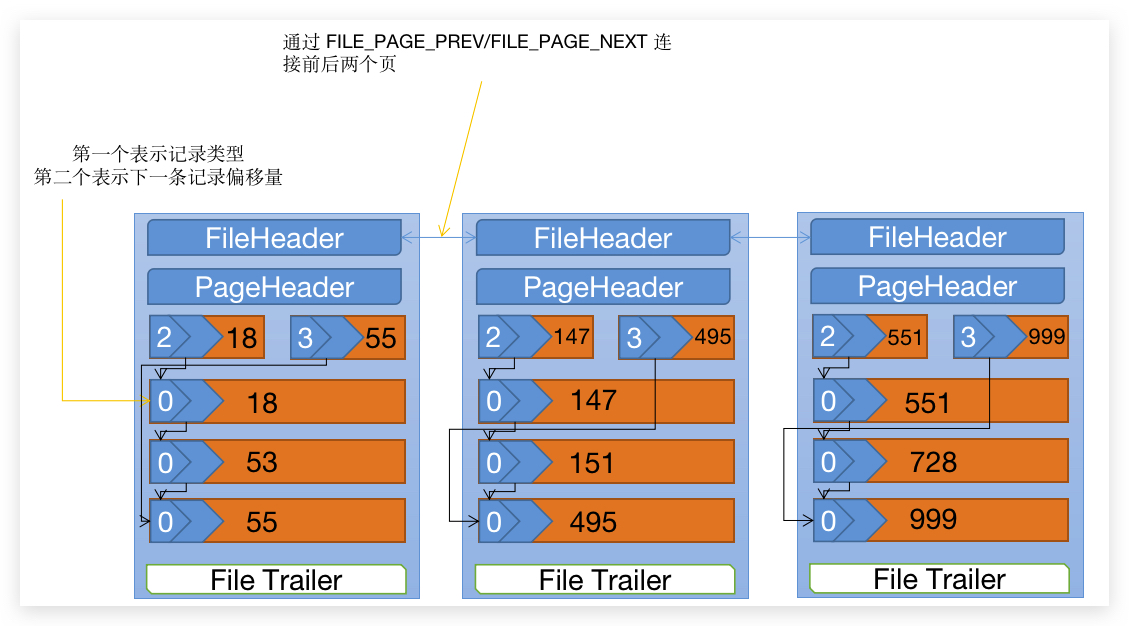 通过 FILE_PAGE_PREV/FILE_PAGE_NEXT 连
接前后两个页
第一个表示记录类型
第二个表示下一条记录偏移量
FileHeader
PageHeader
2 18 3 55
0 18
0 53
0 55
File Trailer
FileHeader
PageHeader
2 147 3 495
0 147
0 151
0 495
File Trailer
FileHeader
PageHeader
2 551 3 999
0 551
0 728
0 999
File Trailer